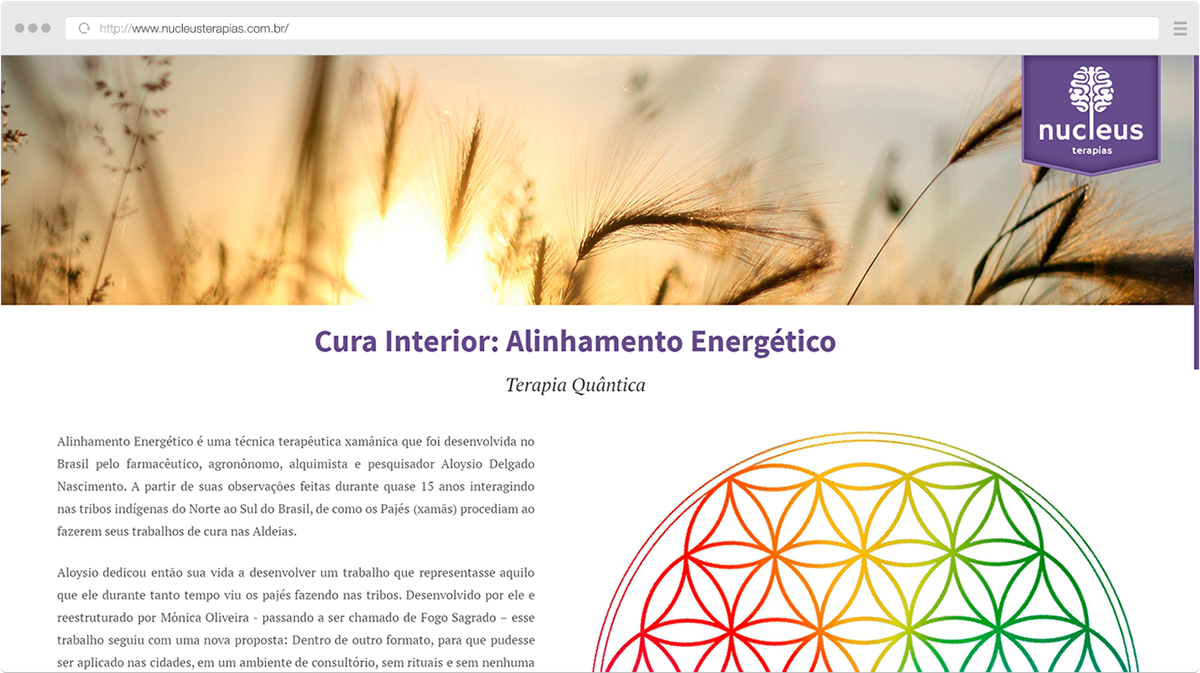 http://www.nucleusterapias.com.br/
nucleus
terapias
Cura Interior: Alinhamento Energético
Terapia Quântica
Alinhamento Energético é uma técnica terapêutica xamânica que foi desenvolvida no
Brasil pelo farmacêutico, agronônomo, alquimista e pesquisador Aloysio Delgado
Nascimento. A partir de suas observações feitas durante quase 15 anos interagindo
nas tribos indígenas do Norte ao Sul do Brasil, de como os Pajés (xamãs) procediam ao
fazerem seus trabalhos de cura nas Aldeias.
Aloysio dedicou então sua vida a desenvolver um trabalho que representasse aquilo
que ele durante tanto tempo viu os pajés fazendo nas tribos. Desenvolvido por ele e
reestruturado por Mônica Oliveira - passando a ser chamado de Fogo Sagrado – esse
trabalho seguiu com uma nova proposta: Dentro de outro formato, para que pudesse
ser aplicado nas cidades, em um ambiente de consultório, sem rituais e sem nenhuma